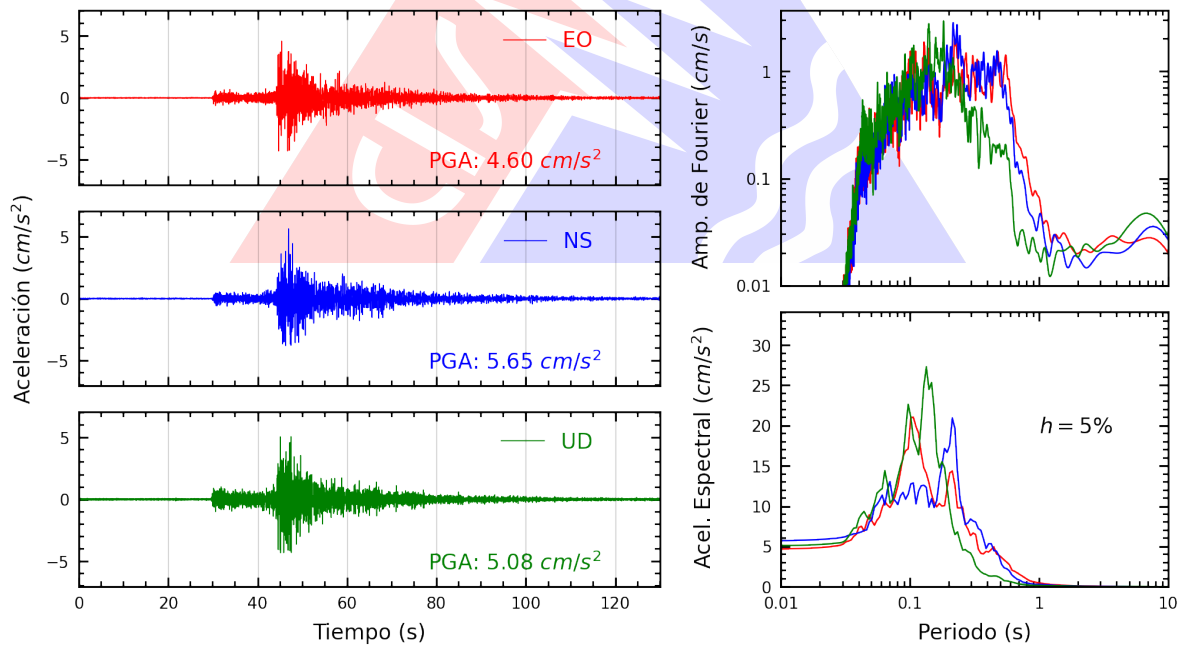 Aceleración (cm/s²)
5
0
−5
EO
PGA: 4.60 cm/s²
5
0
−5
NS
PGA: 5.65 cm/s²
5
0
−5
UD
PGA: 5.08 cm/s²
0 20 40 60 80 100 120
Tiempo (s)
Amp. de Fourier (cm/s)
1
0.1
0.01
Acel. Espectral (cm/s²)
30
25
20
15
10
5
0
h = 5%
0.01 0.1 1 10
Periodo (s)
CISMID